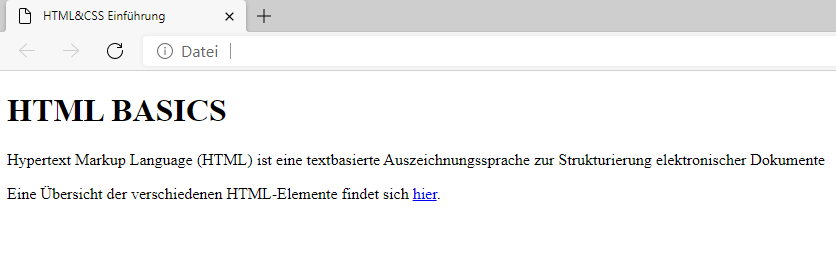 HTML&CSS Einführung
Datei
HTML BASICS
Hypertext Markup Language (HTML) ist eine textbasierte Auszeichnungssprache zur Strukturierung elektronischer Dokumente
Eine Übersicht der verschiedenen HTML-Elemente findet sich hier.